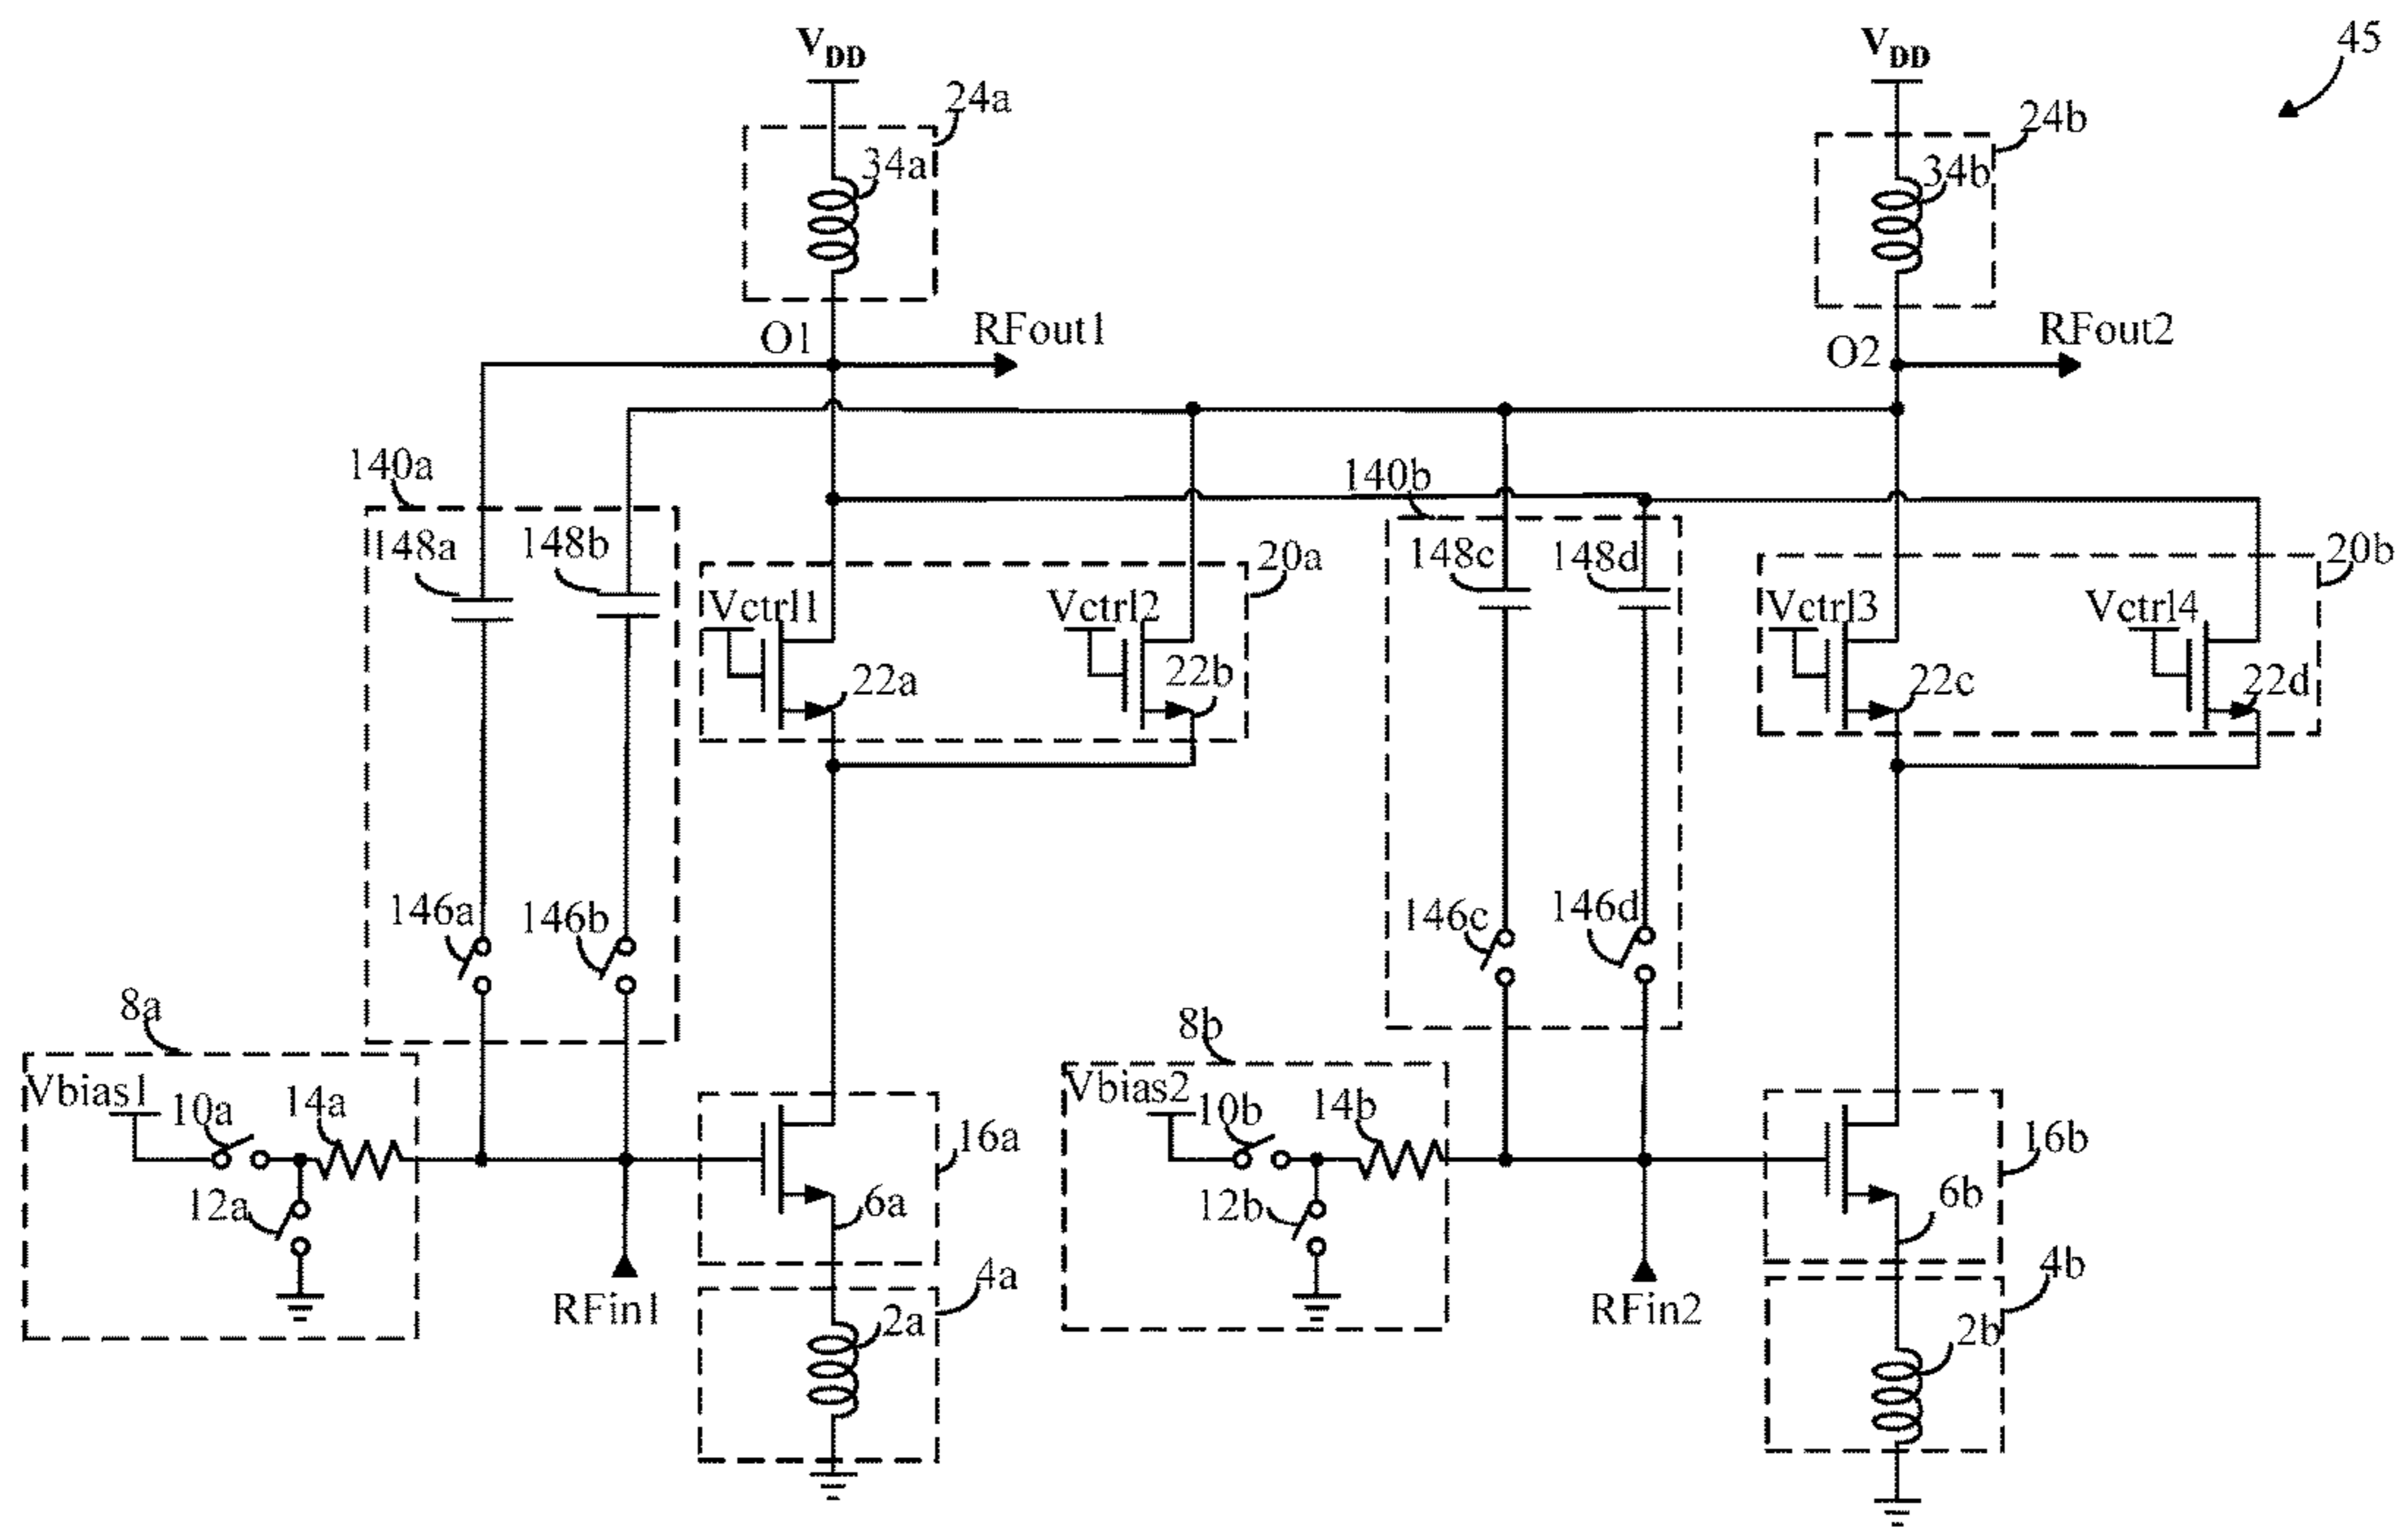 45
VDD
VDD
24a
24b
34a
34b
O1
RFout1
O2
RFout2
140a
140b
148a
148b
20a
148c
148d
20b
Vctrl1
Vctrl2
Vctrl3
Vctrl4
22a
22b
22c
22d
146a
146b
146c
146d
8a
8b
Vbias1
10a
14a
Vbias2
10b
14b
16a
16b
12a
6a
12b
6b
RFin1
4a
RFin2
4b
2a
2b